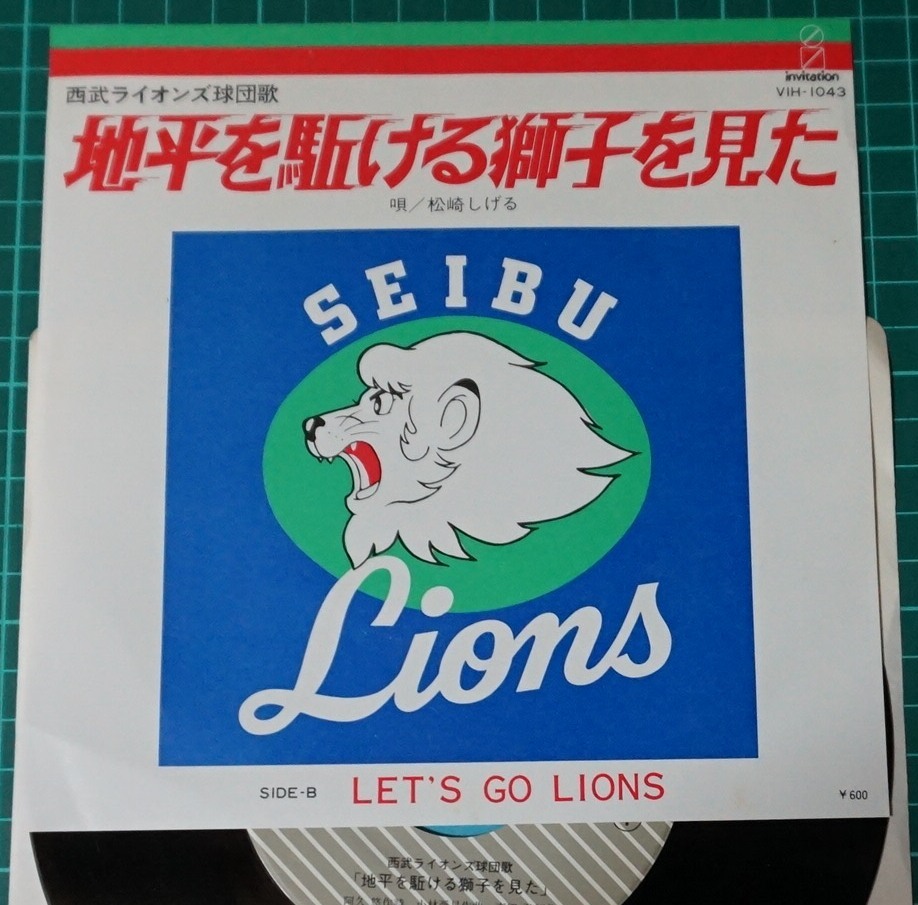 invitation
VIH-1043
西武ライオンズ球団歌
地平を駈ける獅子を見た
唄／松崎しげる
SEIBU
Lions
SIDE-B LET'S GO LIONS
￥600
西武ライオンズ球団歌
「地平を駈ける獅子を見た」